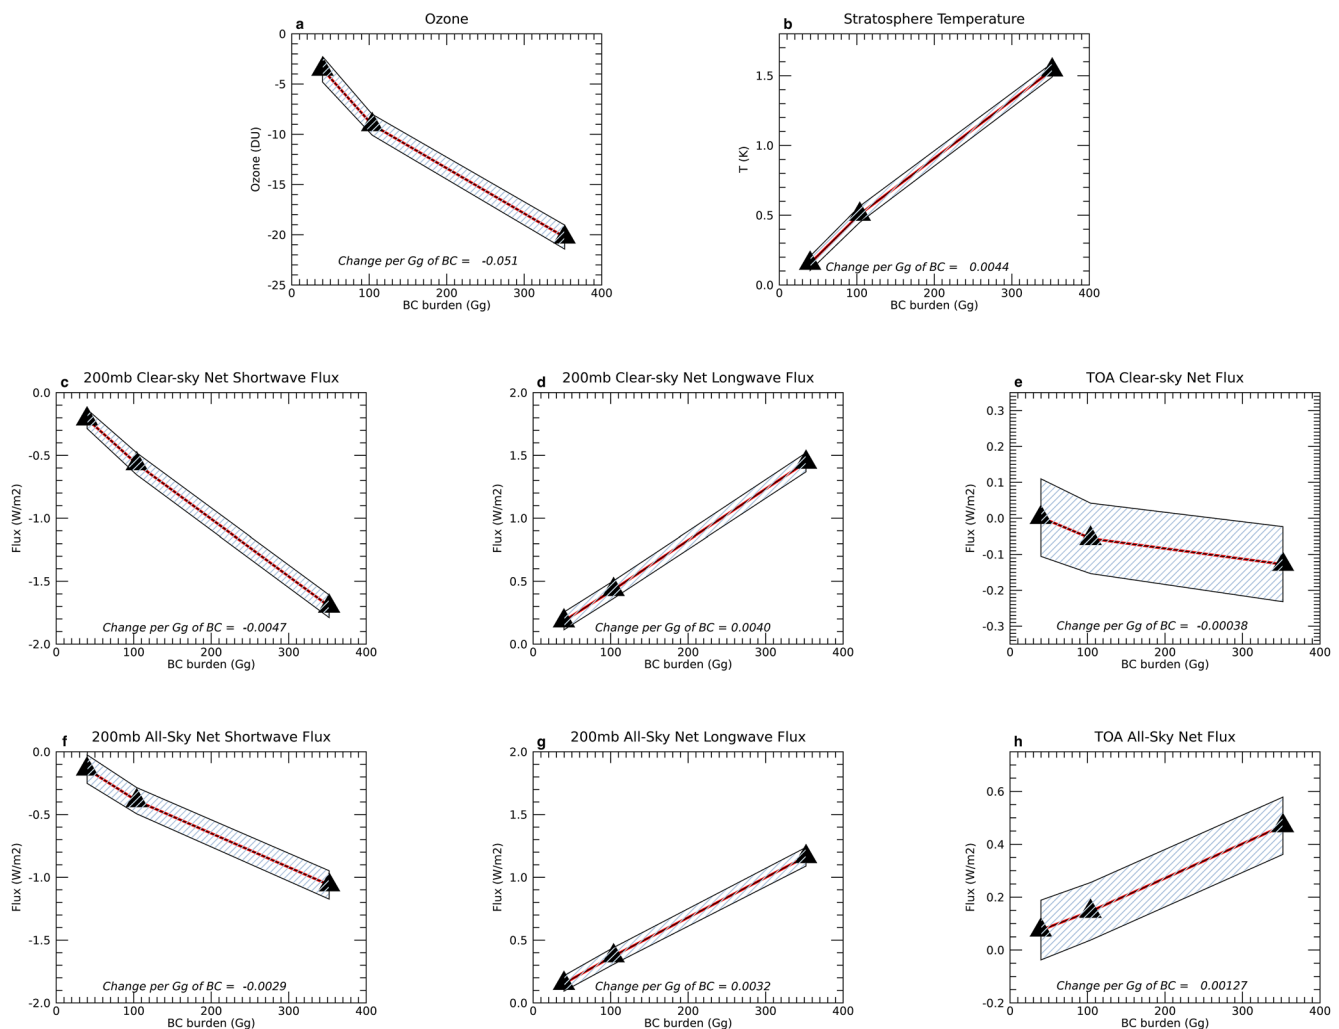 a Ozone
0
-5
-10
-15
-20
-25
Ozone (DU)
Change per Gg of BC = -0.051
0 100 200 300 400
BC burden (Gg)
b Stratosphere Temperature
1.5
1.0
0.5
0.0
T (K)
Change per Gg of BC = 0.0044
0 100 200 300 400
BC burden (Gg)
c 200mb Clear-sky Net Shortwave Flux
0.0
-0.5
-1.0
-1.5
-2.0
Flux (W/m2)
Change per Gg of BC = -0.0047
0 100 200 300 400
BC burden (Gg)
d 200mb Clear-sky Net Longwave Flux
2.0
1.5
1.0
0.5
0.0
Flux (W/m2)
Change per Gg of BC = 0.0040
0 100 200 300 400
BC burden (Gg)
e TOA Clear-sky Net Flux
0.3
0.2
0.1
0.0
-0.1
-0.2
-0.3
Flux (W/m2)
Change per Gg of BC = -0.00038
0 100 200 300 400
BC burden (Gg)
f 200mb All-Sky Net Shortwave Flux
0.0
-0.5
-1.0
-1.5
-2.0
Flux (W/m2)
Change per Gg of BC = -0.0029
0 100 200 300 400
BC burden (Gg)
g 200mb All-Sky Net Longwave Flux
2.0
1.5
1.0
0.5
0.0
Flux (W/m2)
Change per Gg of BC = 0.0032
0 100 200 300 400
BC burden (Gg)
h TOA All-Sky Net Flux
0.6
0.4
0.2
0.0
-0.2
Flux (W/m2)
Change per Gg of BC = 0.00127
0 100 200 300 400
BC burden (Gg)